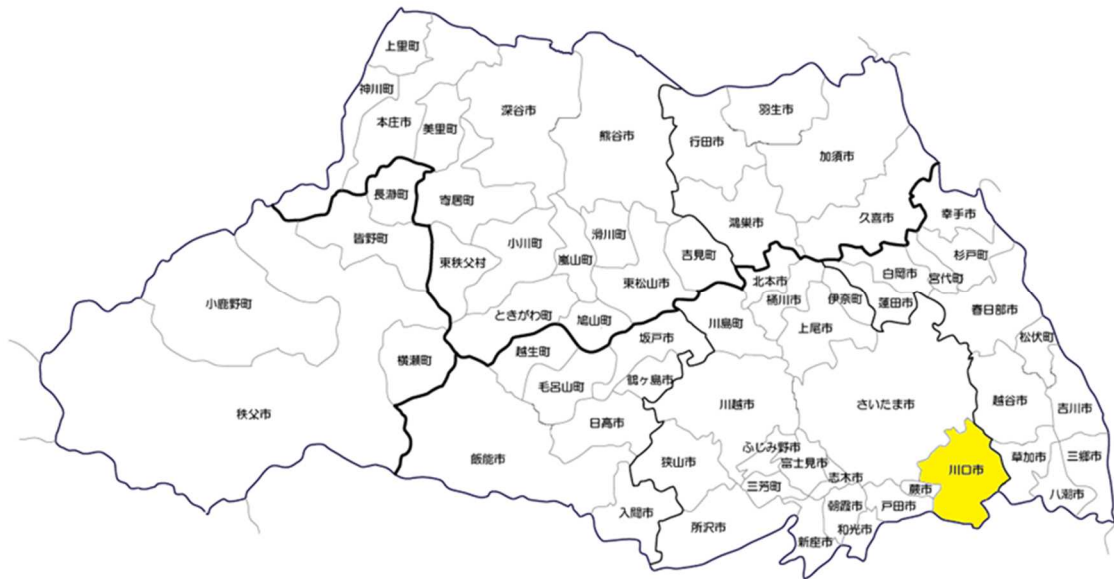 上里町
神川町
本庄市
美里町
深谷市
熊谷市
行田市
羽生市
加須市
長瀞町
寄居町
皆野町
小川町
嵐山町
滑川町
吉見町
鴻巣市
久喜市
幸手市
東秩父村
東松山市
北本市
桶川市
伊奈町
白岡市
宮代町
杉戸町
蓮田市
春日部市
小鹿野町
ときがわ町
鳩山町
川島町
上尾市
松伏町
横瀬町
越生町
坂戸市
毛呂山町
鶴ヶ島市
秩父市
日高市
川越市
さいたま市
越谷市
吉川市
飯能市
狭山市
ふじみ野市
富士見市
三芳町
志木市
川口市
草加市
三郷市
入間市
所沢市
朝霞市
新座市
和光市
戸田市
蕨市
八潮市